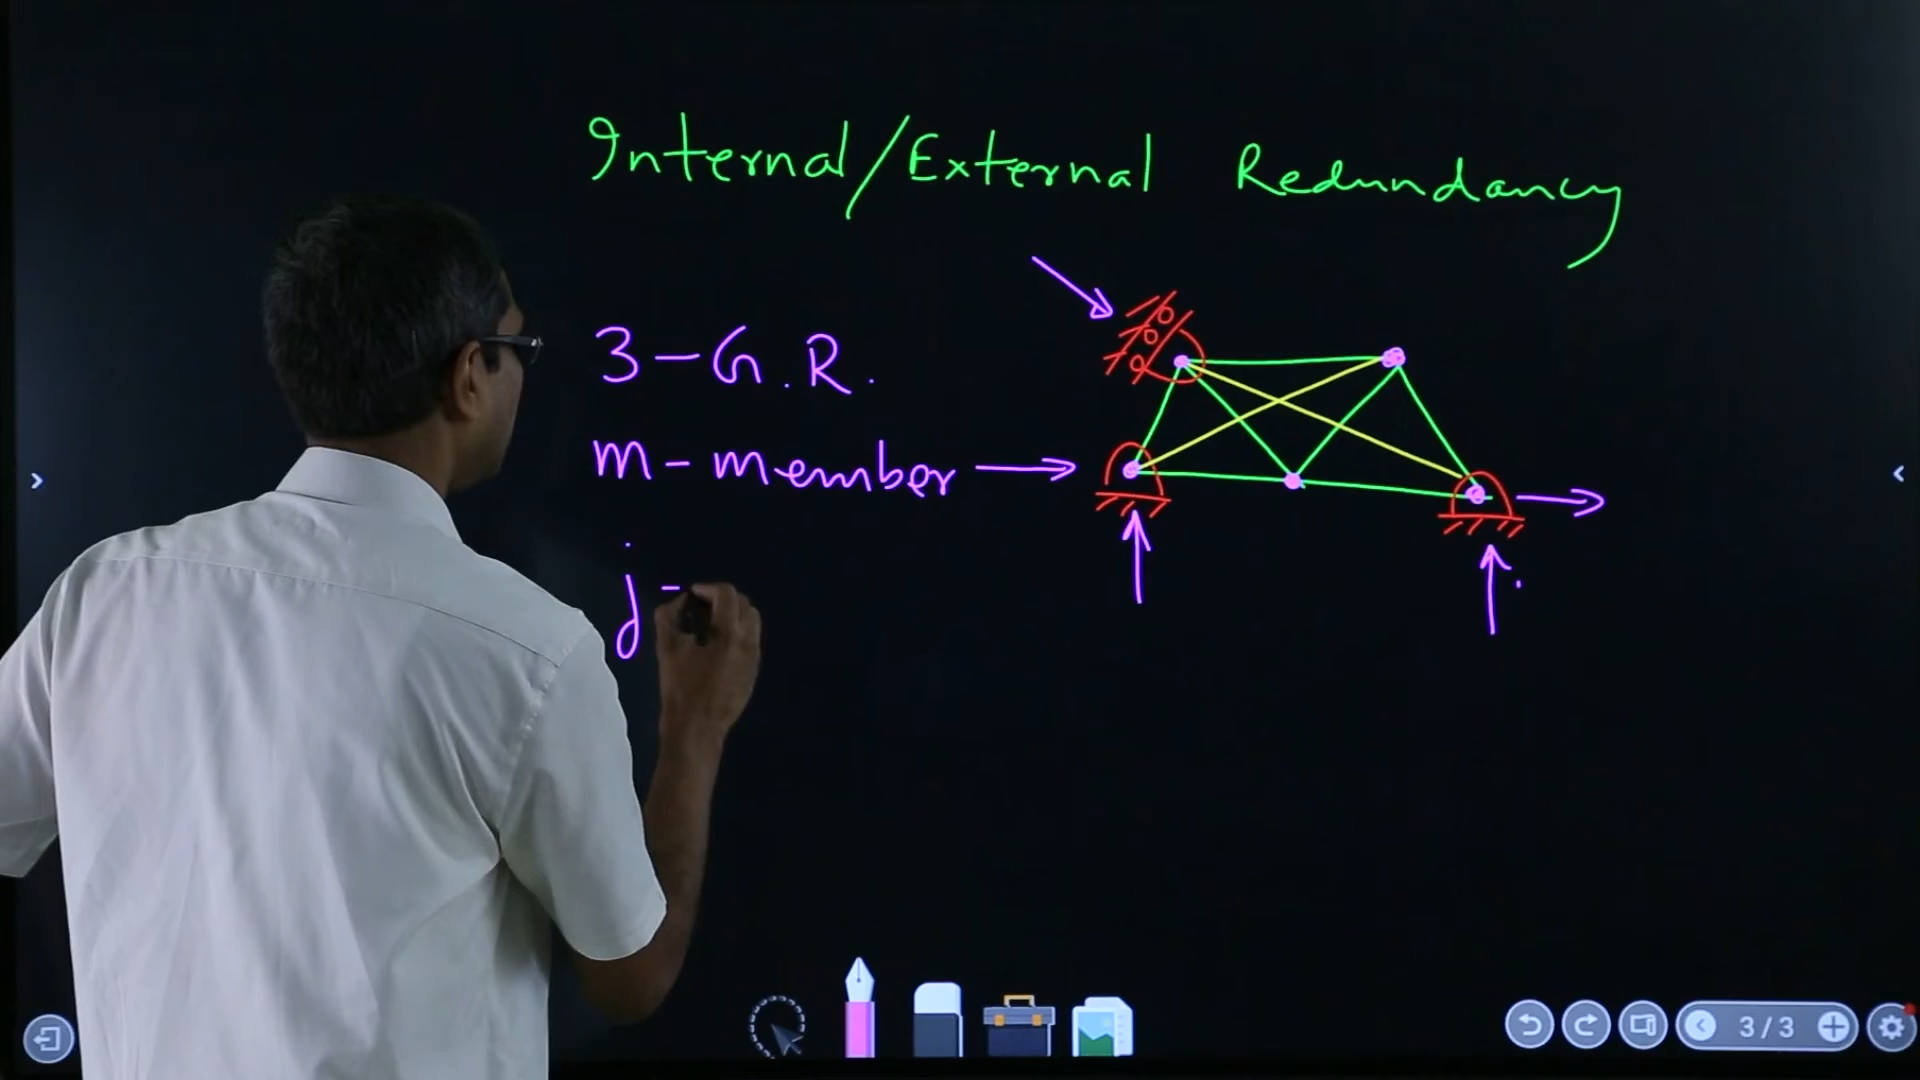 Internal/External Redundancy
3 - G.R.
m - member
j -
3/3